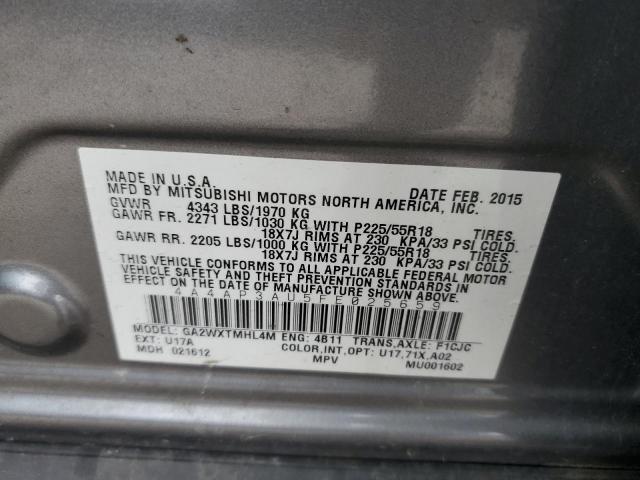 MADE IN U.S.A. DATE FEB. 2015
MFD BY MITSUBISHI MOTORS NORTH AMERICA, INC.
GVWR 4343 LBS/1970 KG
GAWR FR. 2271 LBS/1030 KG WITH P225/55R18 TIRES.
18X7J RIMS AT 230 KPA/33 PSI COLD.
GAWR RR. 2205 LBS/1000 KG WITH P225/55R18 TIRES.
18X7J RIMS AT 230 KPA/33 PSI COLD.
THIS VEHICLE CONFORMS TO ALL APPLICABLE FEDERAL MOTOR
VEHICLE SAFETY AND THEFT PREVENTION STANDARDS IN
EFFECT ON THE DATE OF MANUFACTURE SHOWN ABOVE.
4A4AP3AU5FE025659
MODEL: GA2WXTMHL4M ENG: 4B11 TRANS,AXLE: F1CJC
EXT: U17A COLOR,INT,OPT: U17,71X,A02
MDH 021612 MPV MU001602